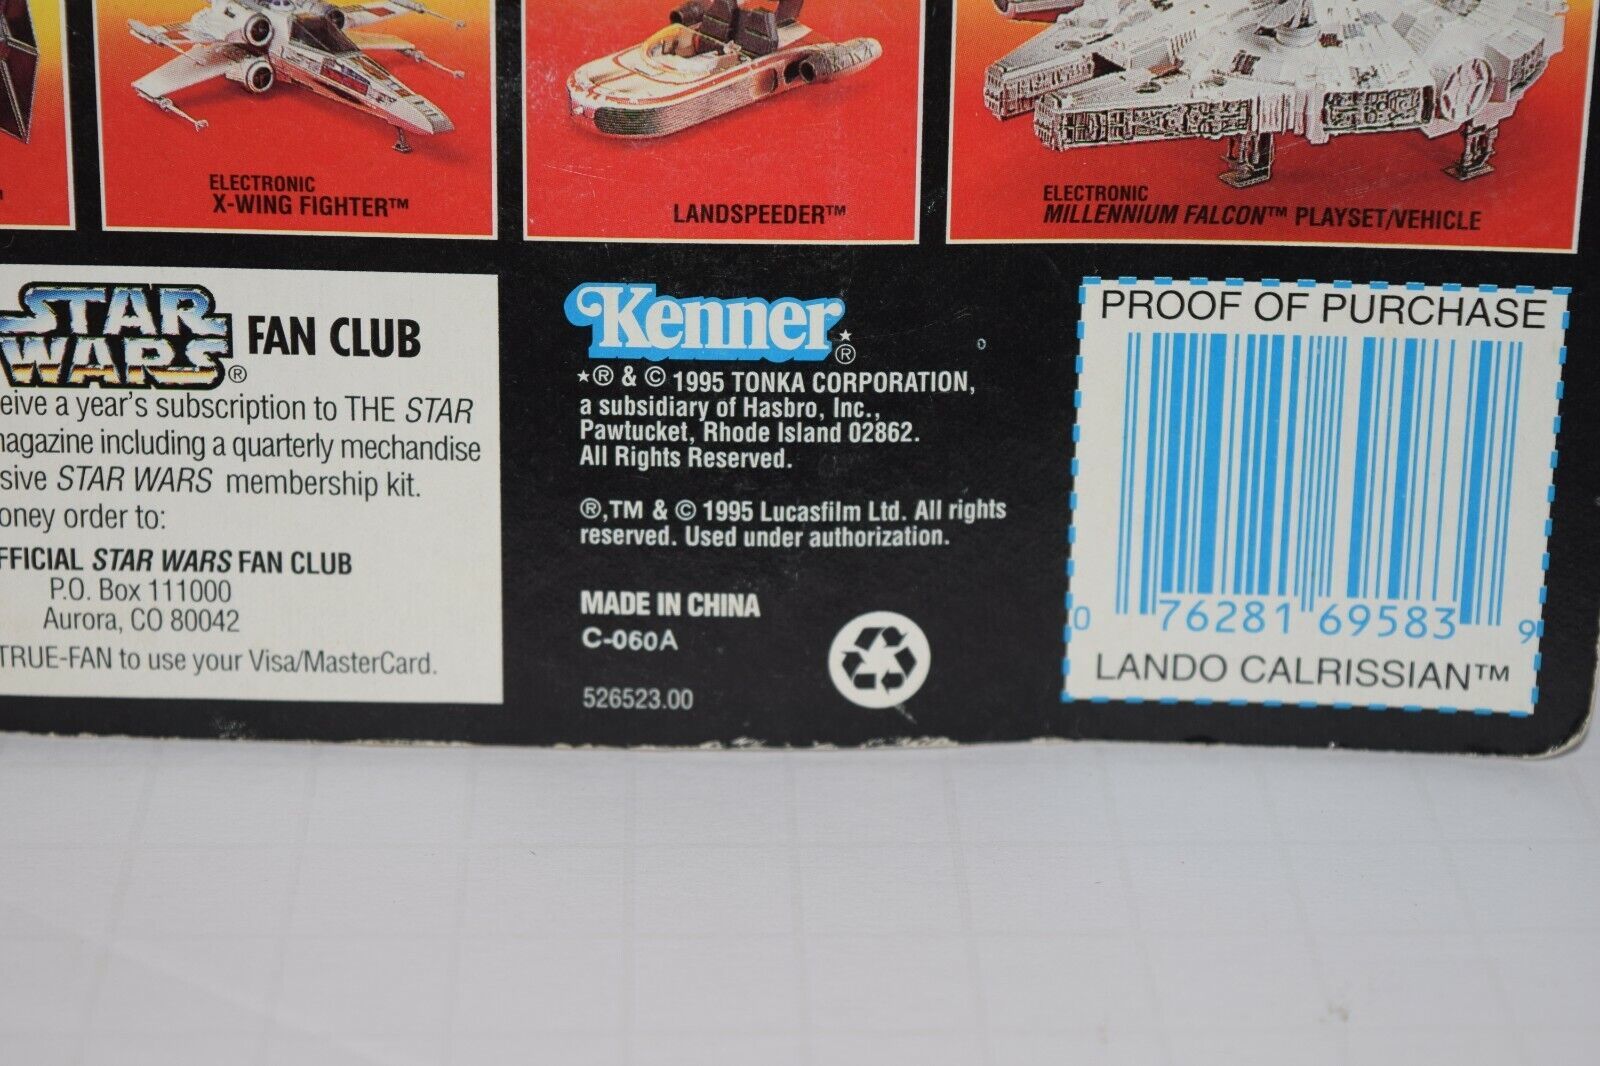 ELECTRONIC
X-WING FIGHTER™
LANDSPEEDER™
ELECTRONIC
MILLENNIUM FALCON™ PLAYSET/VEHICLE
STAR
WARS®
FAN CLUB
eive a year's subscription to THE STAR
agazine including a quarterly mechandise
sive STAR WARS membership kit.
oney order to:
FFICIAL STAR WARS FAN CLUB
P.O. Box 111000
Aurora, CO 80042
TRUE-FAN to use your Visa/MasterCard.
Kenner★®
★® & © 1995 TONKA CORPORATION,
a subsidiary of Hasbro, Inc.,
Pawtucket, Rhode Island 02862.
All Rights Reserved.
®,TM & © 1995 Lucasfilm Ltd. All rights
reserved. Used under authorization.
MADE IN CHINA
C-060A
526523.00
PROOF OF PURCHASE
0 76281 69583 9
LANDO CALRISSIAN™